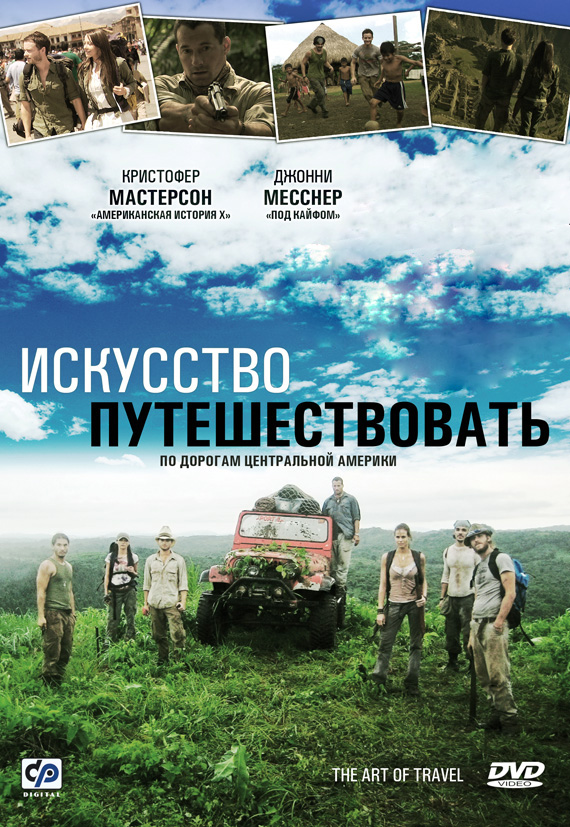 КРИСТОФЕР
МАСТЕРСОН
«АМЕРИКАНСКАЯ ИСТОРИЯ Х»
ДЖОННИ
МЕССНЕР
«ПОД КАЙФОМ»
ИСКУССТВО
ПУТЕШЕСТВОВАТЬ
ПО ДОРОГАМ ЦЕНТРАЛЬНОЙ АМЕРИКИ
dp
DIGITAL
THE ART OF TRAVEL
DVD
VIDEO